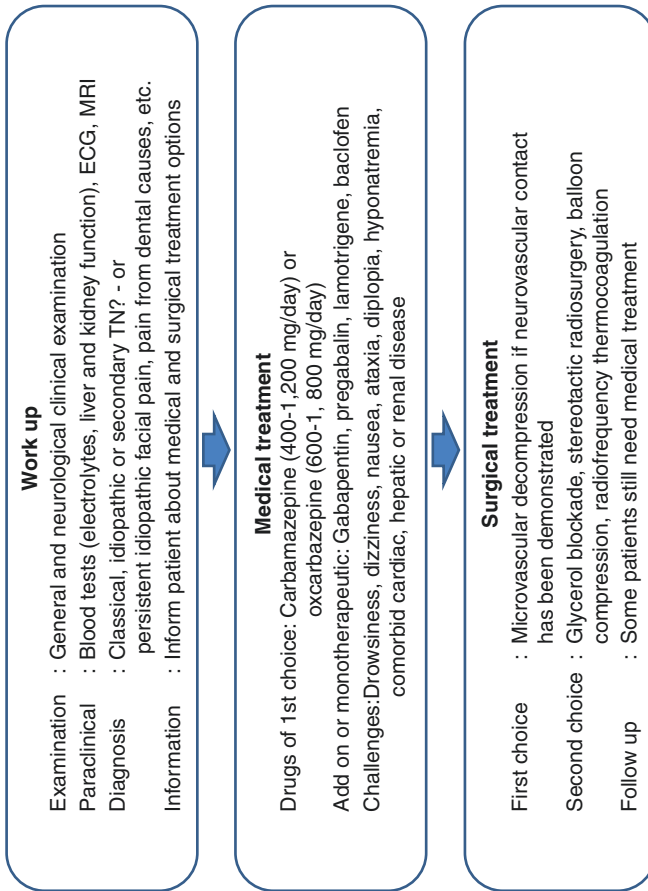 Work up
Examination : General and neurological clinical examination
Paraclinical : Blood tests (electrolytes, liver and kidney function), ECG, MRI
Diagnosis : Classical, idiopathic or secondary TN? - or
persistent idiopathic facial pain, pain from dental causes, etc.
Information : Inform patient about medical and surgical treatment options
Medical treatment
Drugs of 1st choice: Carbamazepine (400-1,200 mg/day) or
oxcarbazepine (600-1, 800 mg/day)
Add on or monotherapeutic: Gabapentin, pregabalin, lamotrigene, baclofen
Challenges:Drowsiness, dizziness, nausea, ataxia, diplopia, hyponatremia,
comorbid cardiac, hepatic or renal disease
Surgical treatment
First choice : Microvascular decompression if neurovascular contact
has been demonstrated
Second choice : Glycerol blockade, stereotactic radiosurgery, balloon
compression, radiofrequency thermocoagulation
Follow up : Some patients still need medical treatment